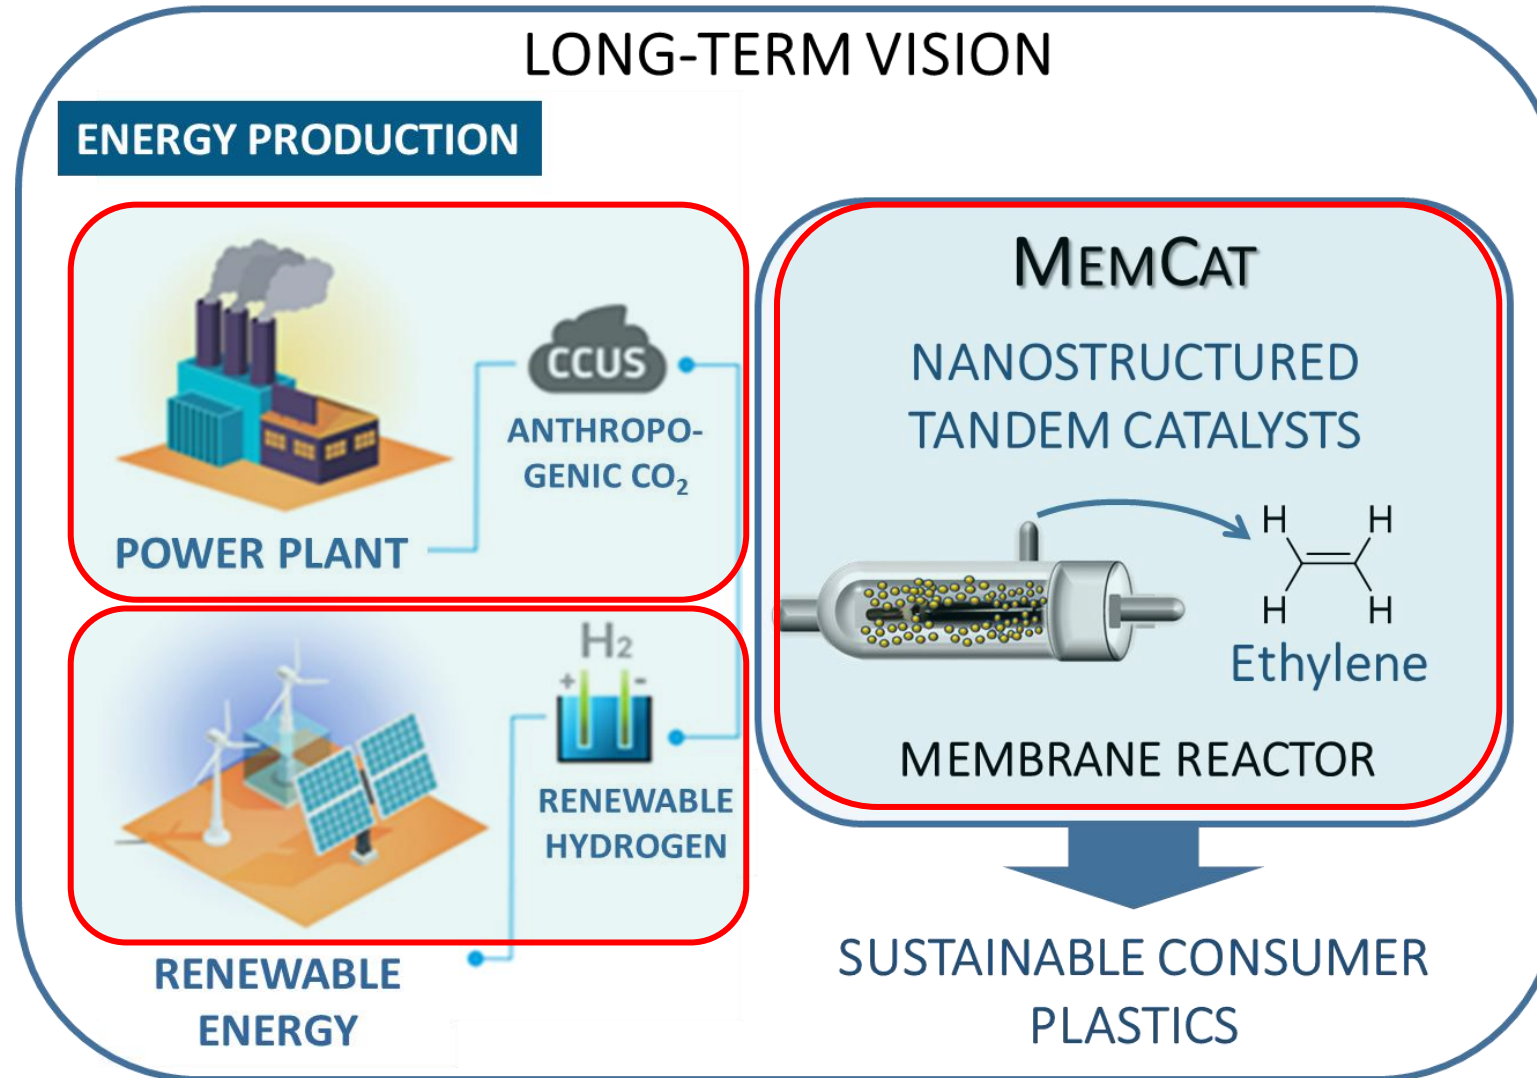 LONG-TERM VISION
ENERGY PRODUCTION
CCUS
ANTHROPO-
GENIC CO₂
POWER PLANT
H₂
+ -
RENEWABLE
HYDROGEN
RENEWABLE
ENERGY
MEMCAT
NANOSTRUCTURED
TANDEM CATALYSTS
H H
H H
Ethylene
MEMBRANE REACTOR
SUSTAINABLE CONSUMER
PLASTICS